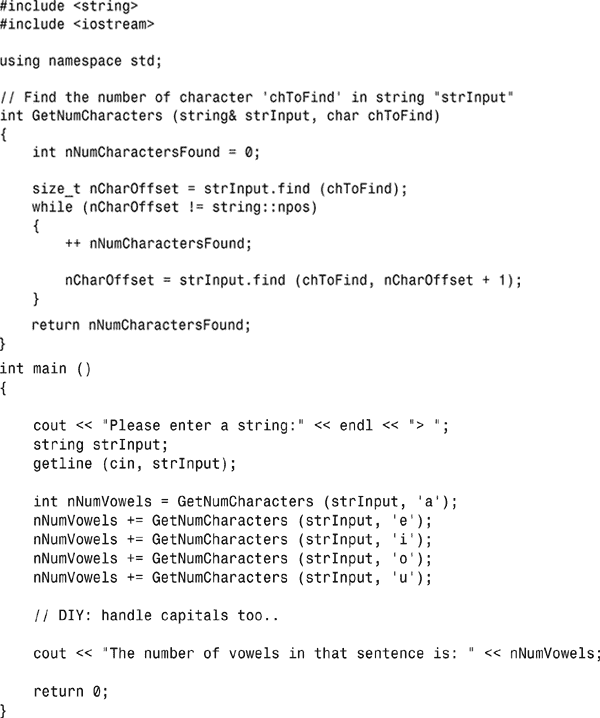 #include <string>
#include <iostream>
using namespace std;
// Find the number of character 'chToFind' in string "strInput"
int GetNumCharacters (string& strInput, char chToFind)
{
    int nNumCharactersFound = 0;
    size_t nCharOffset = strInput.find (chToFind);
    while (nCharOffset != string::npos)
    {
        ++ nNumCharactersFound;
        nCharOffset = strInput.find (chToFind, nCharOffset + 1);
    }
    return nNumCharactersFound;
}
int main ()
{
    cout << "Please enter a string:" << endl << "> ";
    string strInput;
    getline (cin, strInput);
    int nNumVowels = GetNumCharacters (strInput, 'a');
    nNumVowels += GetNumCharacters (strInput, 'e');
    nNumVowels += GetNumCharacters (strInput, 'i');
    nNumVowels += GetNumCharacters (strInput, 'o');
    nNumVowels += GetNumCharacters (strInput, 'u');
    // DIY: handle capitals too..
    cout << "The number of vowels in that sentence is: " << nNumVowels;
    return 0;
}